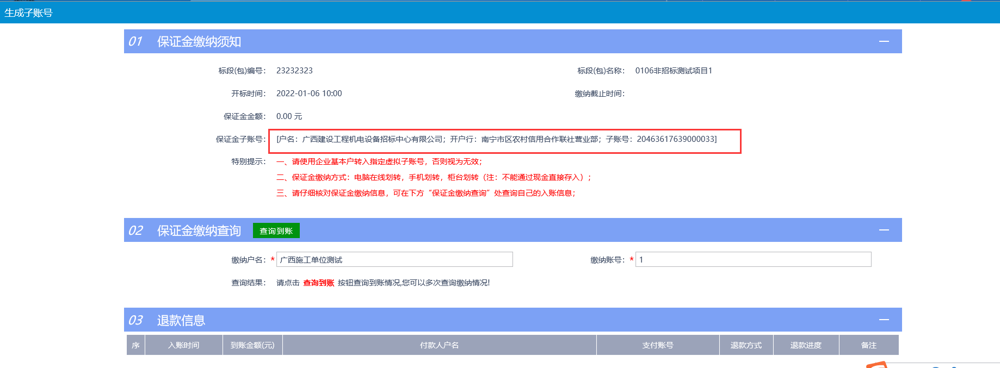 生成子账号
01 保证金缴纳须知
标段(包)编号： 23232323 标段(包)名称： 0106非招标测试项目1
开标时间： 2022-01-06 10:00 缴纳截止时间：
保证金金额： 0.00 元
保证金子账号： [户名：广西建设工程机电设备招标中心有限公司；开户行：南宁市区农村信用合作联社营业部；子账号：20463617639000033]
特别提示： 一、请使用企业基本户转入指定虚拟子账号，否则视为无效；
二、保证金缴纳方式：电脑在线划转，手机划转，柜台划转（注：不能通过现金直接存入）；
三、请仔细核对保证金缴纳信息，可在下方“保证金缴纳查询”处查询自己的入账信息；
02 保证金缴纳查询 查询到账
缴纳户名：* 广西施工单位测试 缴纳账号：* 1
查询结果： 请点击 查询到账 按钮查询到账情况,您可以多次查询缴纳情况!
03 退款信息
序 入账时间 到账金额(元) 付款人户名 支付账号 退款方式 退款进度 备注